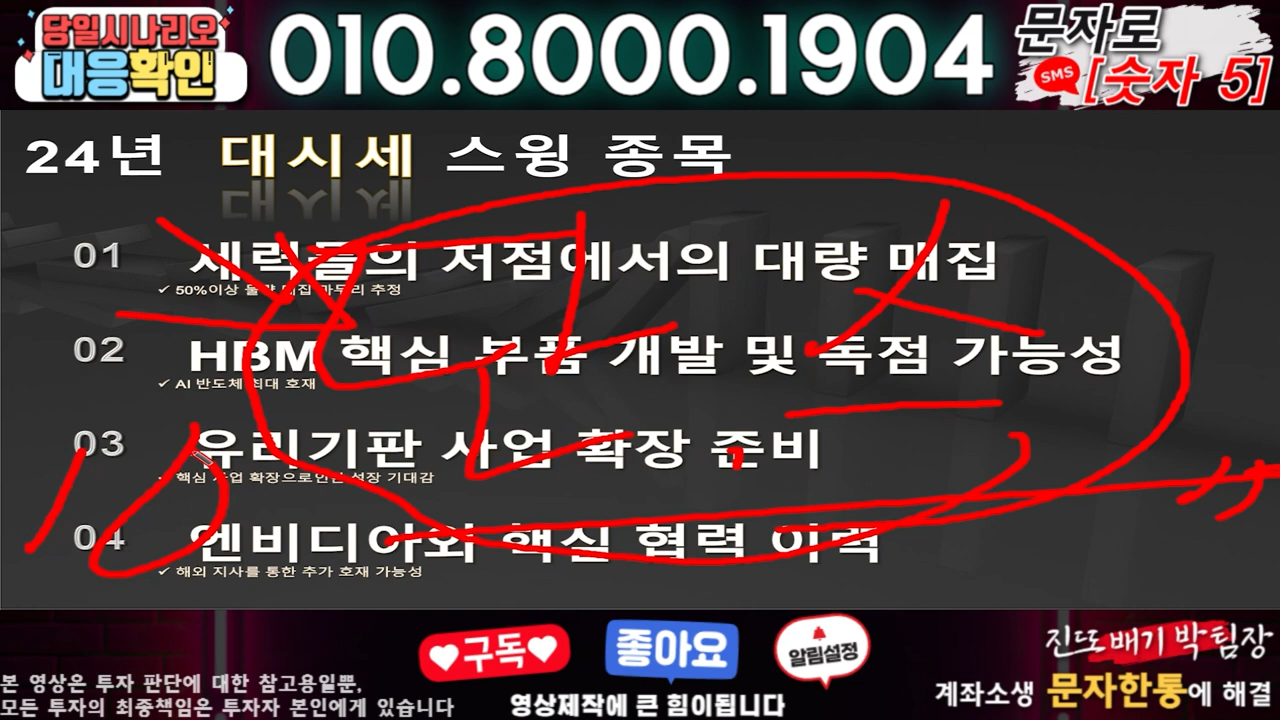 당일시나리오
대응확인
010.8000.1904
문자로
SMS [숫자 5]
24년 대시세 스윙 종목
01 세력들의 저점에서의 대량 매집
✓ 50%이상 물량 매집 마무리 추정
02 HBM 핵심 부품 개발 및 독점 가능성
✓ AI 반도체 최대 호재
03 유리기판 사업 확장 준비
✓ 핵심 사업 확장으로인한 성장 기대감
04 엔비디아와 핵심 협력 이력
✓ 해외 지사를 통한 추가 호재 가능성
구독
좋아요
알림설정
영상제작에 큰 힘이됩니다
본 영상은 투자 판단에 대한 참고용일뿐,
모든 투자의 최종책임은 투자자 본인에게 있습니다
진또배기 박팀장
계좌소생 문자한통에 해결